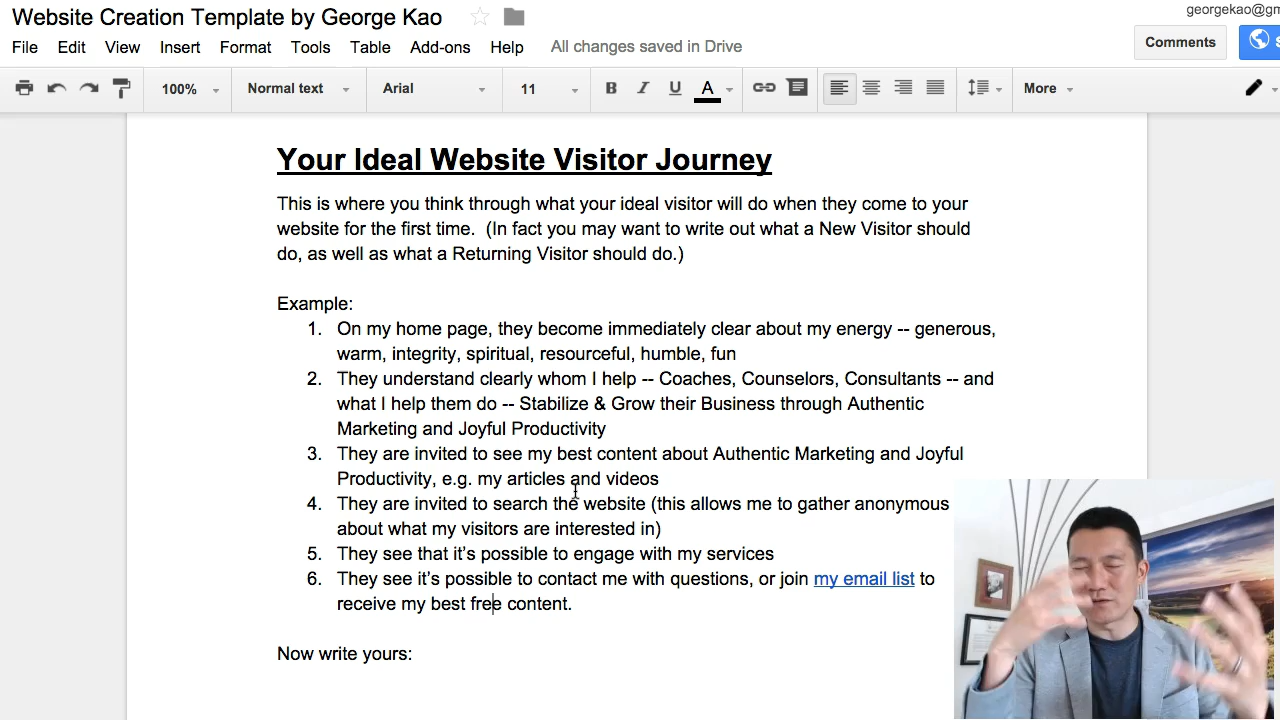 Website Creation Template by George Kao
georgekao@gm
File Edit View Insert Format Tools Table Add-ons Help All changes saved in Drive
Comments
100% Normal text Arial 11 B I U A More
Your Ideal Website Visitor Journey
This is where you think through what your ideal visitor will do when they come to your
website for the first time.  (In fact you may want to write out what a New Visitor should
do, as well as what a Returning Visitor should do.)
Example:
1. On my home page, they become immediately clear about my energy -- generous,
warm, integrity, spiritual, resourceful, humble, fun
2. They understand clearly whom I help -- Coaches, Counselors, Consultants -- and
what I help them do -- Stabilize & Grow their Business through Authentic
Marketing and Joyful Productivity
3. They are invited to see my best content about Authentic Marketing and Joyful
Productivity, e.g. my articles and videos
4. They are invited to search the website (this allows me to gather anonymous
about what my visitors are interested in)
5. They see that it’s possible to engage with my services
6. They see it’s possible to contact me with questions, or join my email list to
receive my best free content.
Now write yours: